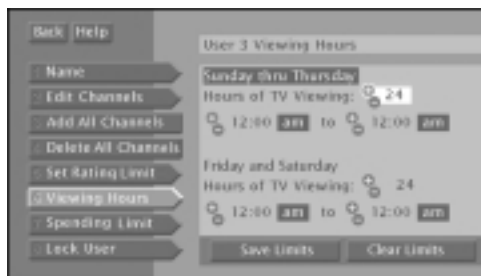 Back Help
User 3 Viewing Hours
Name
Edit Channels
Add All Channels
Delete All Channels
Set Rating Limit
Viewing Hours
Spending Limit
Lock User
Sunday thru Thursday
Hours of TV Viewing: 24
12:00 am to 12:00 am
Friday and Saturday
Hours of TV Viewing: 24
12:00 am to 12:00 am
Save Limits Clear Limits